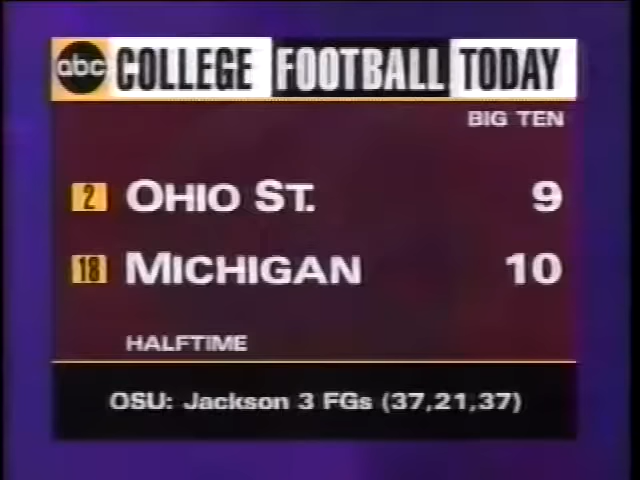 abc COLLEGE FOOTBALL TODAY
BIG TEN
2 OHIO ST. 9
18 MICHIGAN 10
HALFTIME
OSU: Jackson 3 FGs (37,21,37)